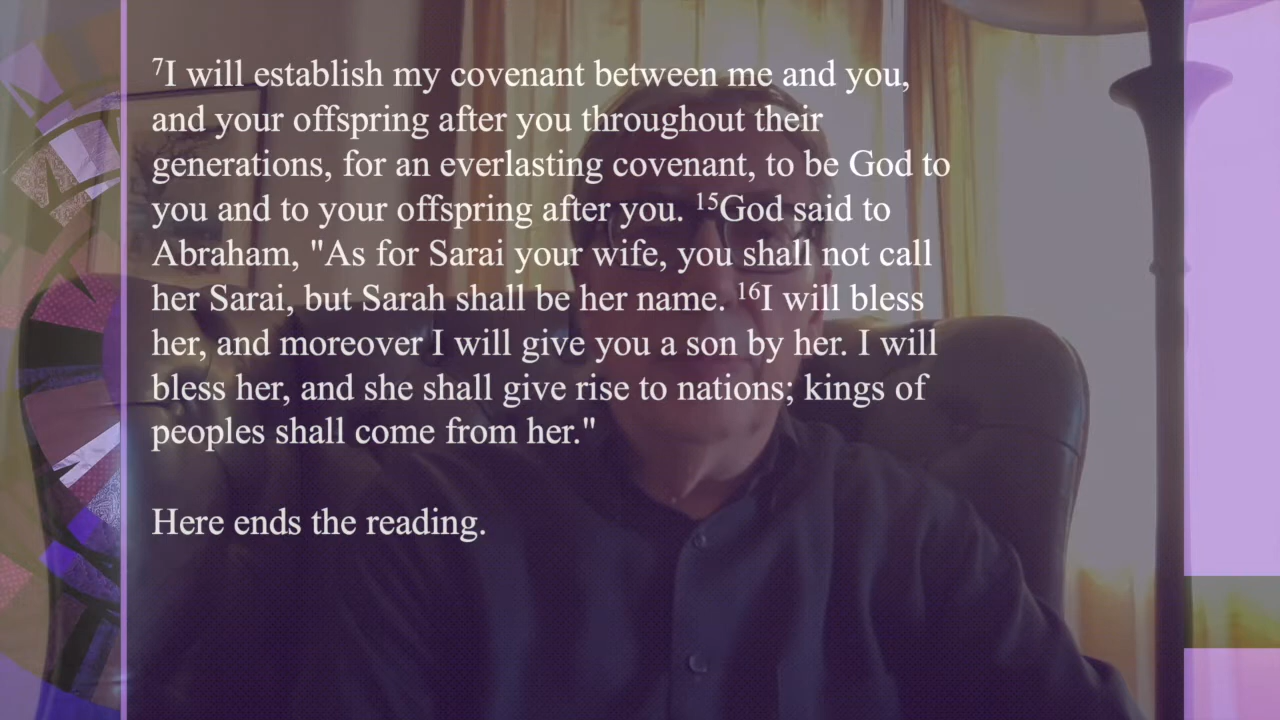 ⁷I will establish my covenant between me and you,
and your offspring after you throughout their
generations, for an everlasting covenant, to be God to
you and to your offspring after you. ¹⁵God said to
Abraham, "As for Sarai your wife, you shall not call
her Sarai, but Sarah shall be her name. ¹⁶I will bless
her, and moreover I will give you a son by her. I will
bless her, and she shall give rise to nations; kings of
peoples shall come from her."
Here ends the reading.